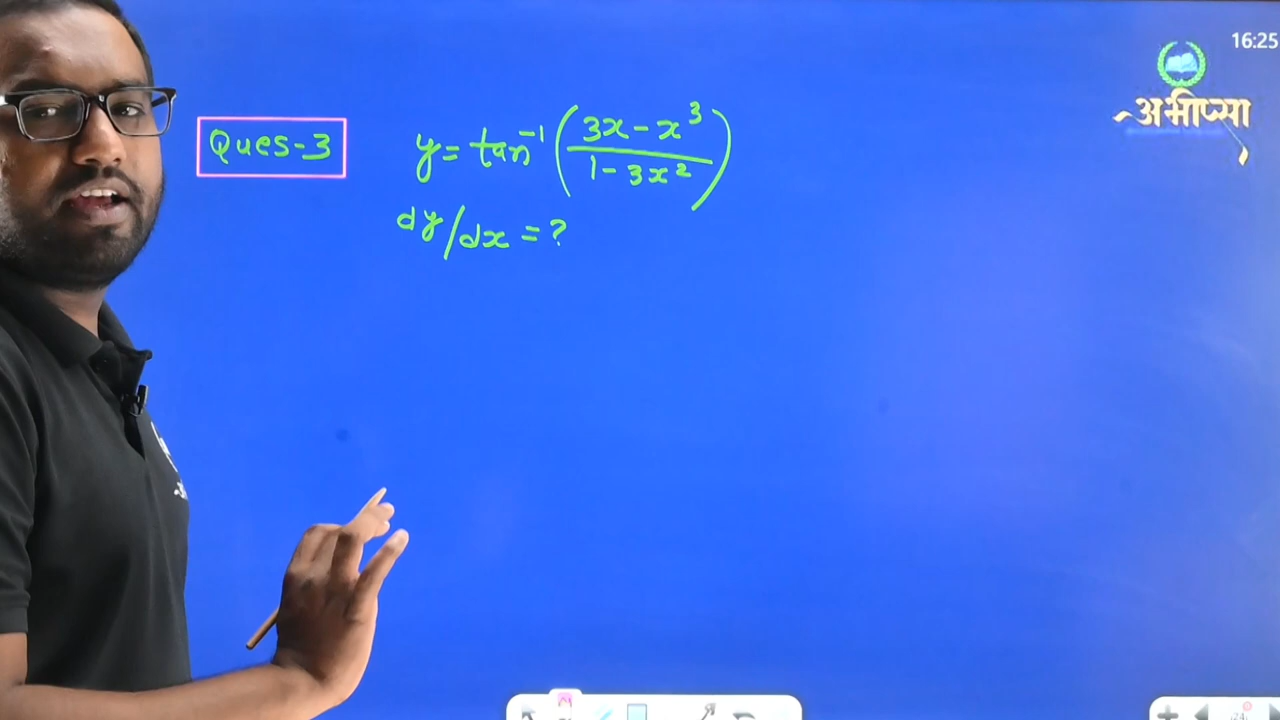 16:25
अभीप्सा
Ques-3
y = tan⁻¹ (3x - x³ / 1 - 3x²)
dy/dx = ?